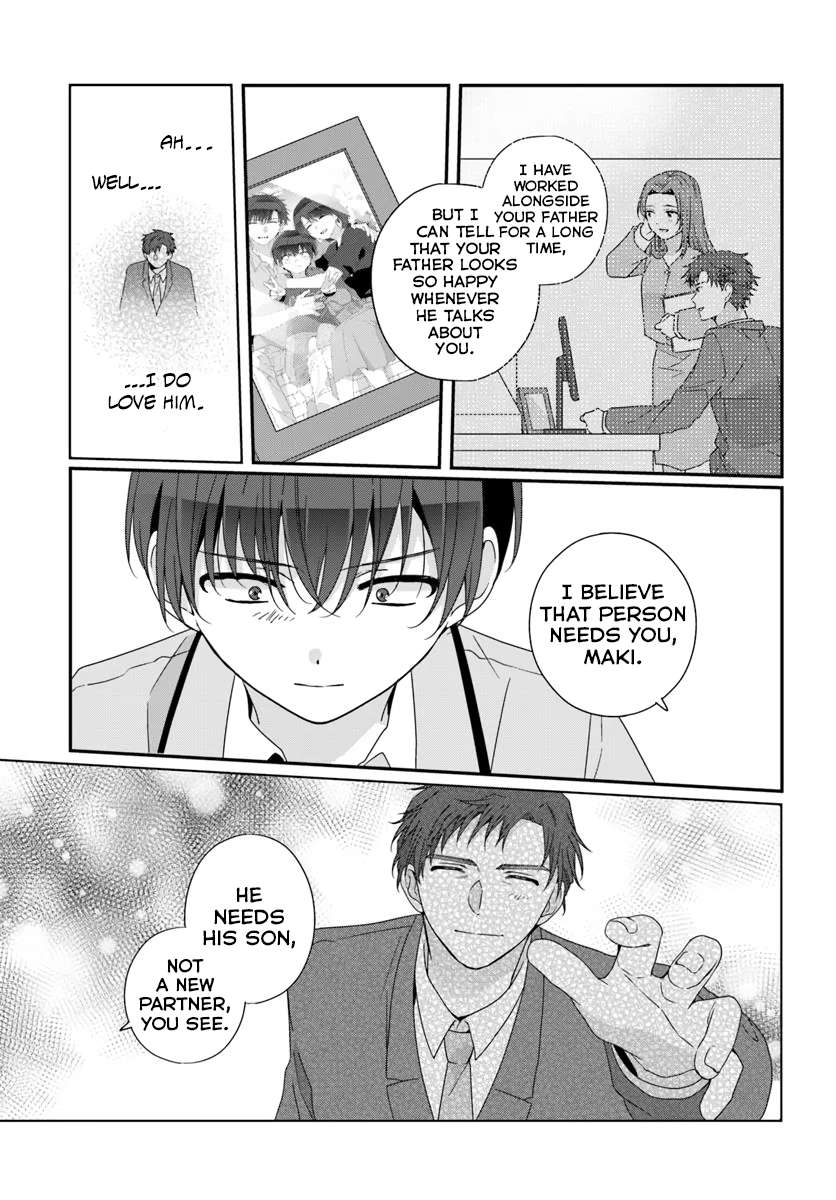 I HAVE
WORKED
ALONGSIDE
YOUR FATHER
FOR A LONG
TIME,
BUT I
CAN TELL
THAT YOUR
FATHER LOOKS
SO HAPPY
WHENEVER
HE TALKS
ABOUT
YOU.
AH...
WELL...
...I DO
LOVE HIM.
I BELIEVE
THAT PERSON
NEEDS YOU,
MAKI.
HE
NEEDS
HIS SON,
NOT
A NEW
PARTNER,
YOU SEE.